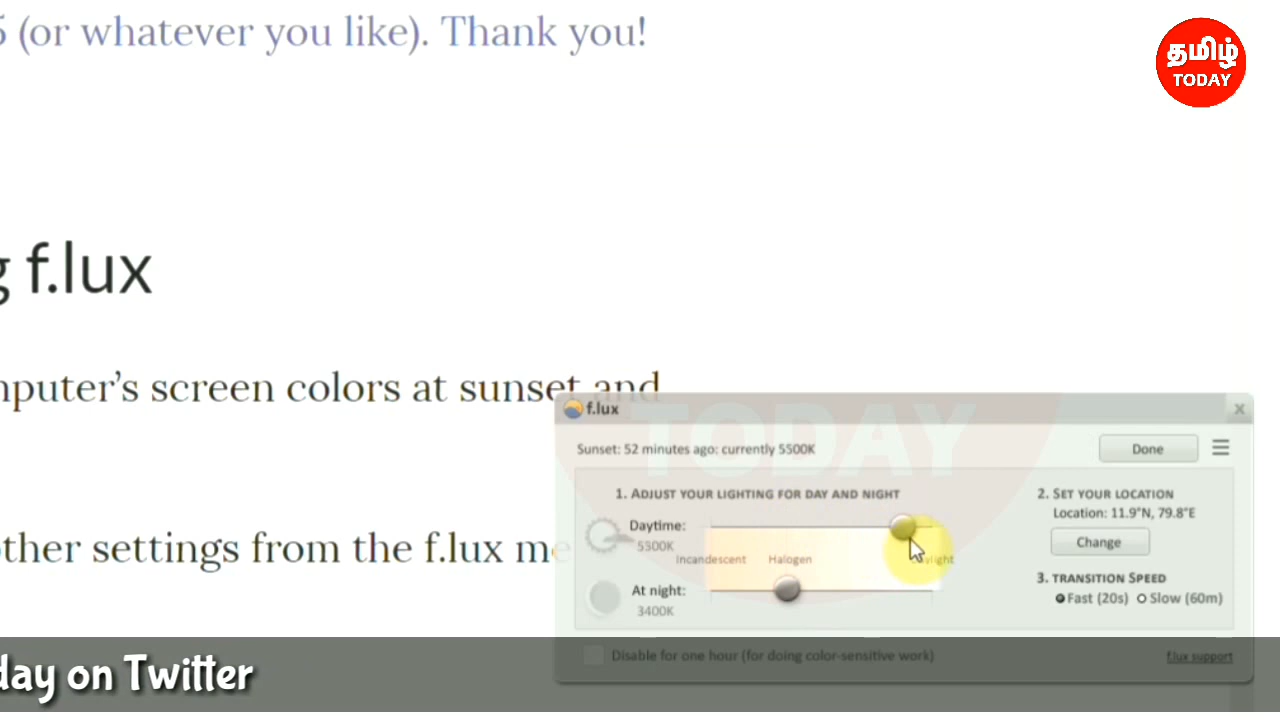 5 (or whatever you like). Thank you!
தமிழ்
TODAY
g f.lux
mputer's screen colors at sunset and
f.lux
TODAY
Sunset: 52 minutes ago: currently 5500K
Done
1. ADJUST YOUR LIGHTING FOR DAY AND NIGHT
2. SET YOUR LOCATION
Location: 11.9°N, 79.8°E
Daytime:
5500K
Change
other settings from the f.lux me
Incandescent
Halogen
3. TRANSITION SPEED
At night:
3400K
Fast (20s)
Slow (60m)
Disable for one hour (for doing color-sensitive work)
f.lux support
day on Twitter